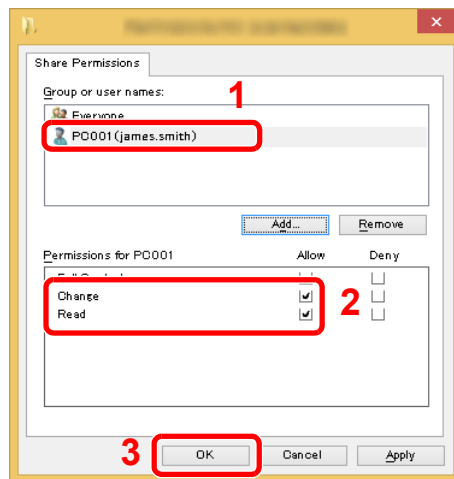 Share Permissions
Group or user names:
1
Everyone
PC001(james.smith)
Add...
Remove
Permissions for PC001
Allow
Deny
Change
2
Read
3
OK
Cancel
Apply